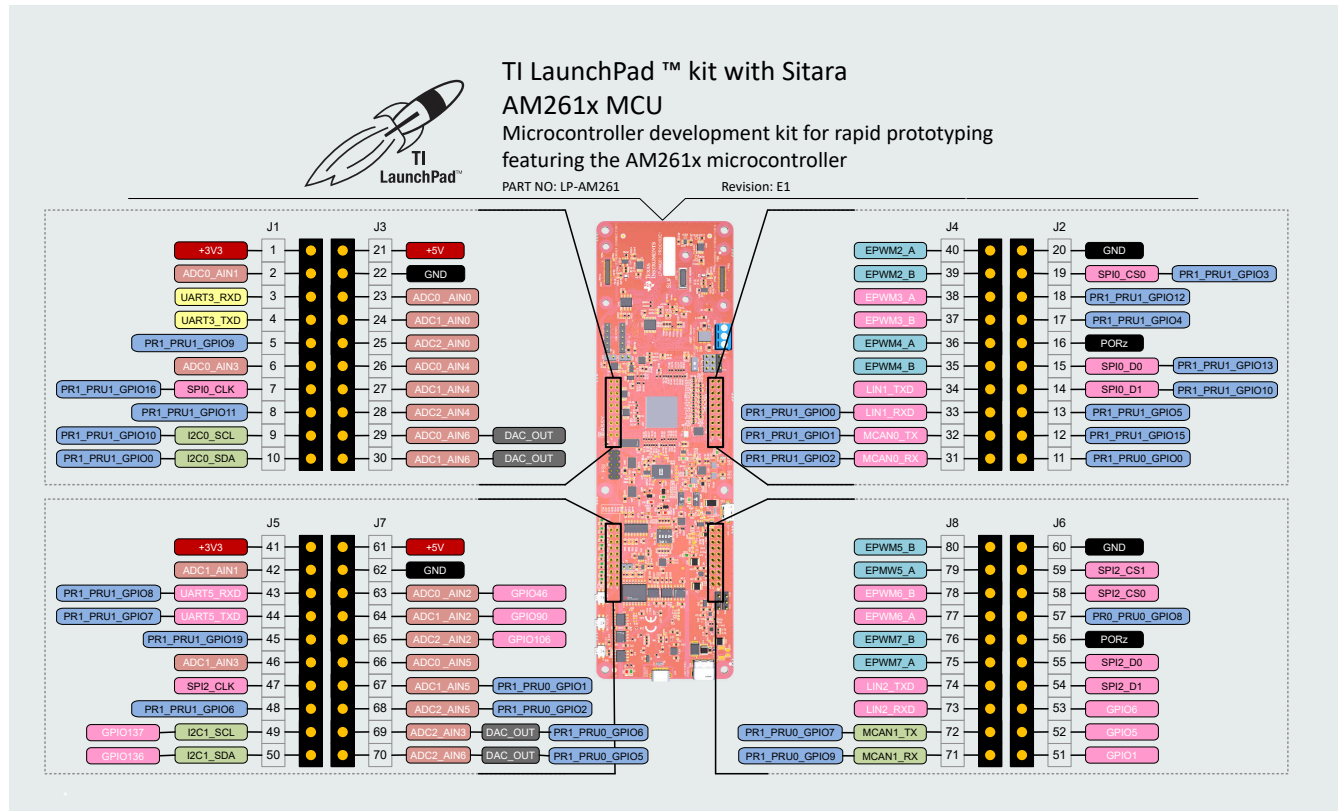 TI LaunchPad ™ kit with Sitara
AM261x MCU
Microcontroller development kit for rapid prototyping
featuring the AM261x microcontroller
PART NO: LP-AM261 Revision: E1
TI
LaunchPad™
J1 J3
+3V3 1 21 +5V
ADC0_AIN1 2 22 GND
UART3_RXD 3 23 ADC0_AIN0
UART3_TXD 4 24 ADC1_AIN0
PR1_PRU1_GPIO9 5 25 ADC2_AIN0
ADC0_AIN3 6 26 ADC0_AIN4
PR1_PRU1_GPIO16 SPI0_CLK 7 27 ADC1_AIN4
PR1_PRU1_GPIO11 8 28 ADC2_AIN4
PR1_PRU1_GPIO10 I2C0_SCL 9 29 ADC0_AIN6 DAC_OUT
PR1_PRU1_GPIO0 I2C0_SDA 10 30 ADC1_AIN6 DAC_OUT
J4 J2
EPWM2_A 40 20 GND
EPWM2_B 39 19 SPI0_CS0 PR1_PRU1_GPIO3
EPWM3_A 38 18 PR1_PRU1_GPIO12
EPWM3_B 37 17 PR1_PRU1_GPIO4
EPWM4_A 36 16 PORz
EPWM4_B 35 15 SPI0_D0 PR1_PRU1_GPIO13
LIN1_TXD 34 14 SPI0_D1 PR1_PRU1_GPIO10
PR1_PRU1_GPIO0 LIN1_RXD 33 13 PR1_PRU1_GPIO5
PR1_PRU1_GPIO1 MCAN0_TX 32 12 PR1_PRU1_GPIO15
PR1_PRU1_GPIO2 MCAN0_RX 31 11 PR1_PRU0_GPIO0
J5 J7
+3V3 41 61 +5V
ADC1_AIN1 42 62 GND
PR1_PRU1_GPIO8 UART5_RXD 43 63 ADC0_AIN2 GPIO46
PR1_PRU1_GPIO7 UART5_TXD 44 64 ADC1_AIN2 GPIO90
PR1_PRU1_GPIO19 45 65 ADC2_AIN2 GPIO106
ADC1_AIN3 46 66 ADC0_AIN5
SPI2_CLK 47 67 ADC1_AIN5 PR1_PRU0_GPIO1
PR1_PRU1_GPIO6 48 68 ADC2_AIN5 PR1_PRU0_GPIO2
GPIO137 I2C1_SCL 49 69 ADC2_AIN3 DAC_OUT PR1_PRU0_GPIO6
GPIO136 I2C1_SDA 50 70 ADC2_AIN6 DAC_OUT PR1_PRU0_GPIO5
J8 J6
EPWM5_B 80 60 GND
EPMW5_A 79 59 SPI2_CS1
EPWM6_B 78 58 SPI2_CS0
EPWM6_A 77 57 PR0_PRU0_GPIO8
EPWM7_B 76 56 PORz
EPWM7_A 75 55 SPI2_D0
LIN2_TXD 74 54 SPI2_D1
LIN2_RXD 73 53 GPIO6
PR1_PRU0_GPIO7 MCAN1_TX 72 52 GPIO5
PR1_PRU0_GPIO9 MCAN1_RX 71 51 GPIO1